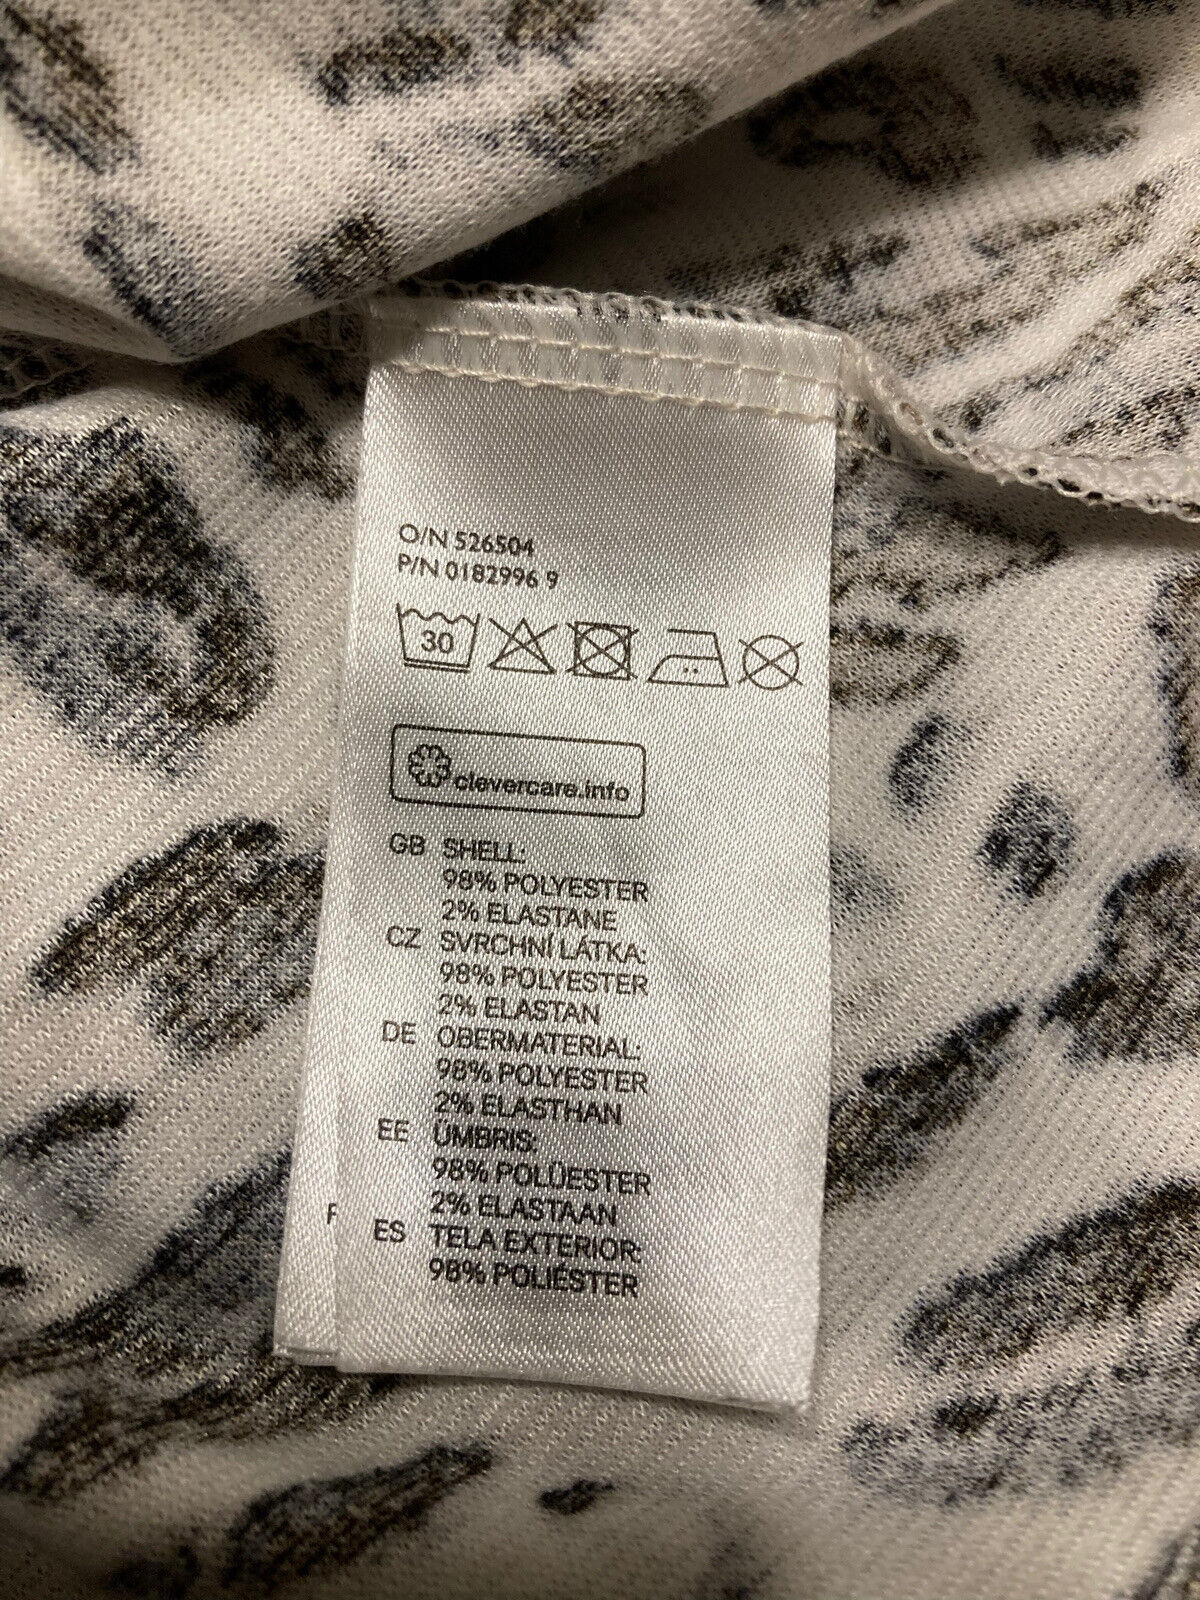 O/N 526504
P/N 0182996 9
30
clevercare.info
GB SHELL:
98% POLYESTER
2% ELASTANE
CZ SVRCHNÍ LÁTKA:
98% POLYESTER
2% ELASTAN
DE OBERMATERIAL:
98% POLYESTER
2% ELASTHAN
EE ÜMBRIS:
98% POLÜESTER
2% ELASTAAN
F
ES TELA EXTERIOR:
98% POLIÉSTER